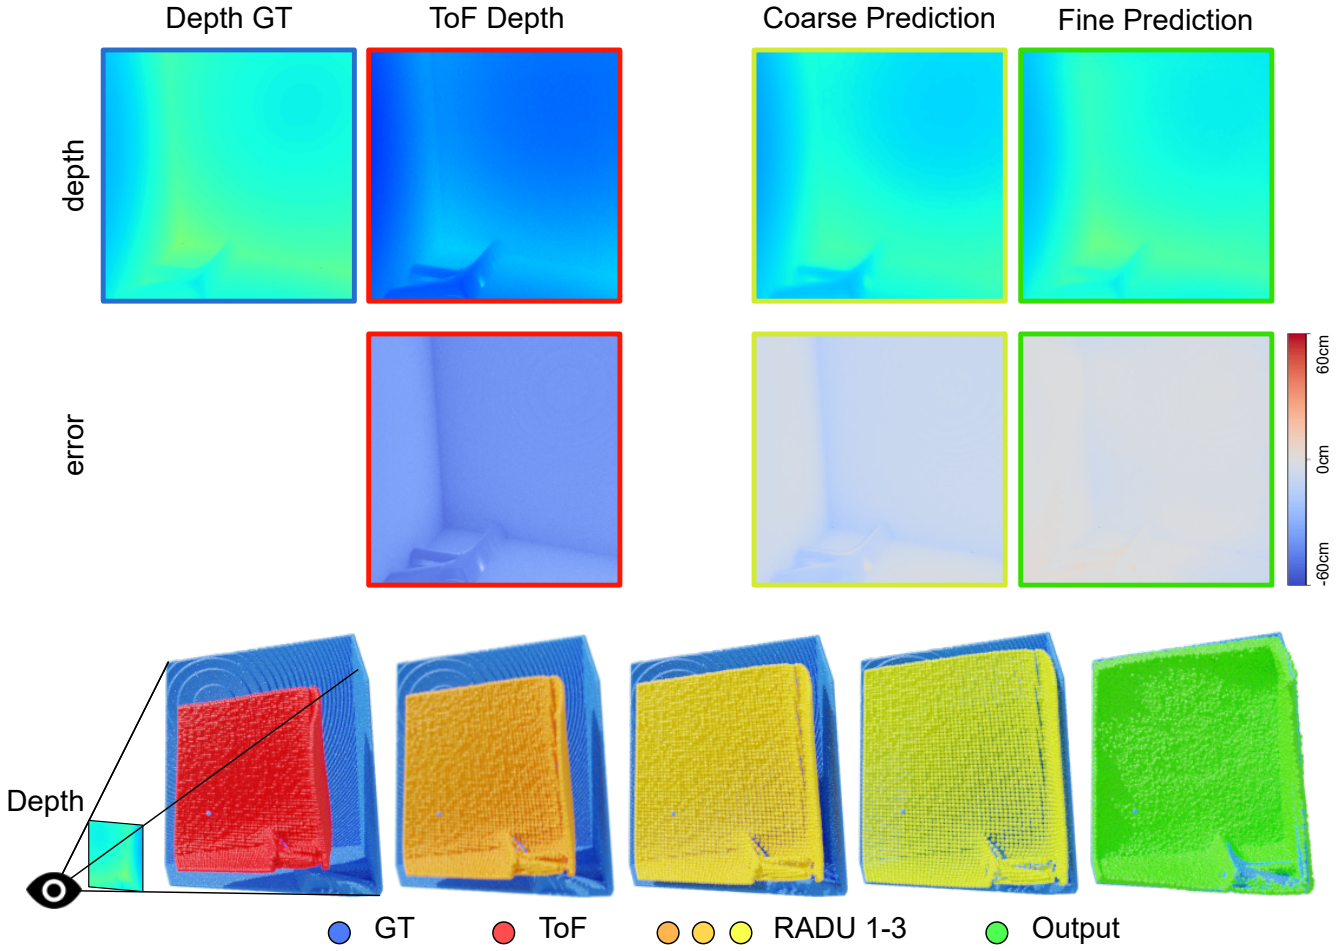 Depth GT
ToF Depth
Coarse Prediction
Fine Prediction
depth
error
60cm
0cm
-60cm
Depth
GT
ToF
RADU 1-3
Output